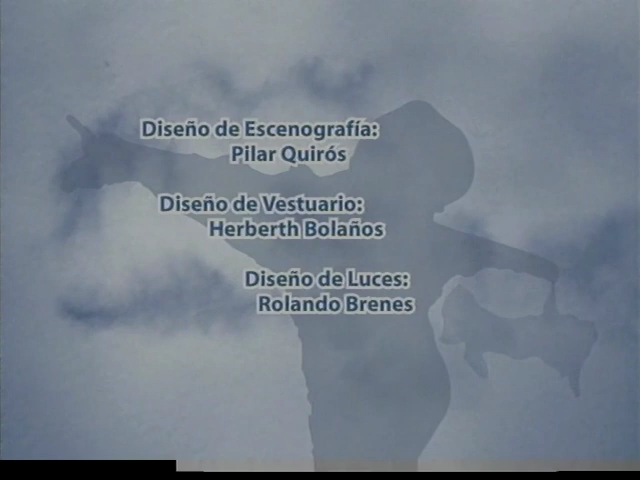 Diseño de Escenografía:
Pilar Quirós
Diseño de Vestuario:
Herberth Bolaños
Diseño de Luces:
Rolando Brenes